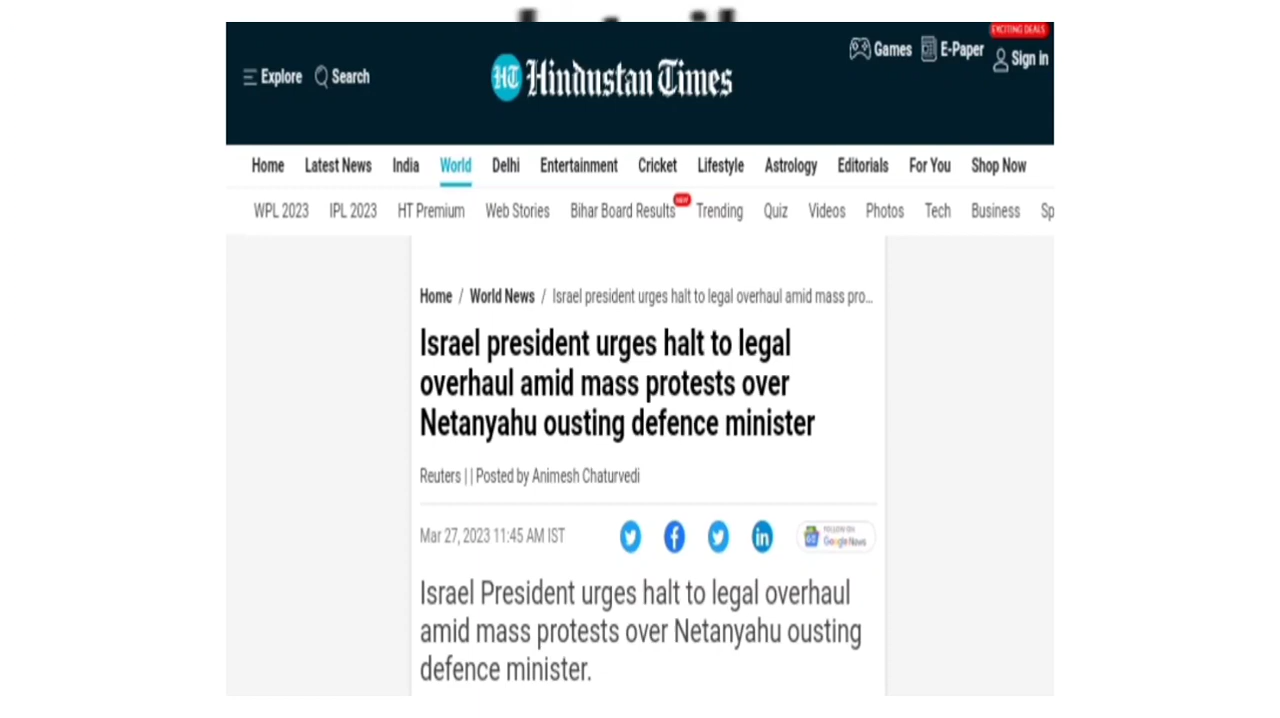 EXCITING DEALS
Explore Search HT Hindustan Times Games E-Paper Sign in
Home Latest News India World Delhi Entertainment Cricket Lifestyle Astrology Editorials For You Shop Now
WPL 2023 IPL 2023 HT Premium Web Stories Bihar Board Results NEW Trending Quiz Videos Photos Tech Business Sp
Home / World News / Israel president urges halt to legal overhaul amid mass pro...
Israel president urges halt to legal
overhaul amid mass protests over
Netanyahu ousting defence minister
Reuters | | Posted by Animesh Chaturvedi
Mar 27, 2023 11:45 AM IST
FOLLOW ON
Google News
Israel President urges halt to legal overhaul
amid mass protests over Netanyahu ousting
defence minister.